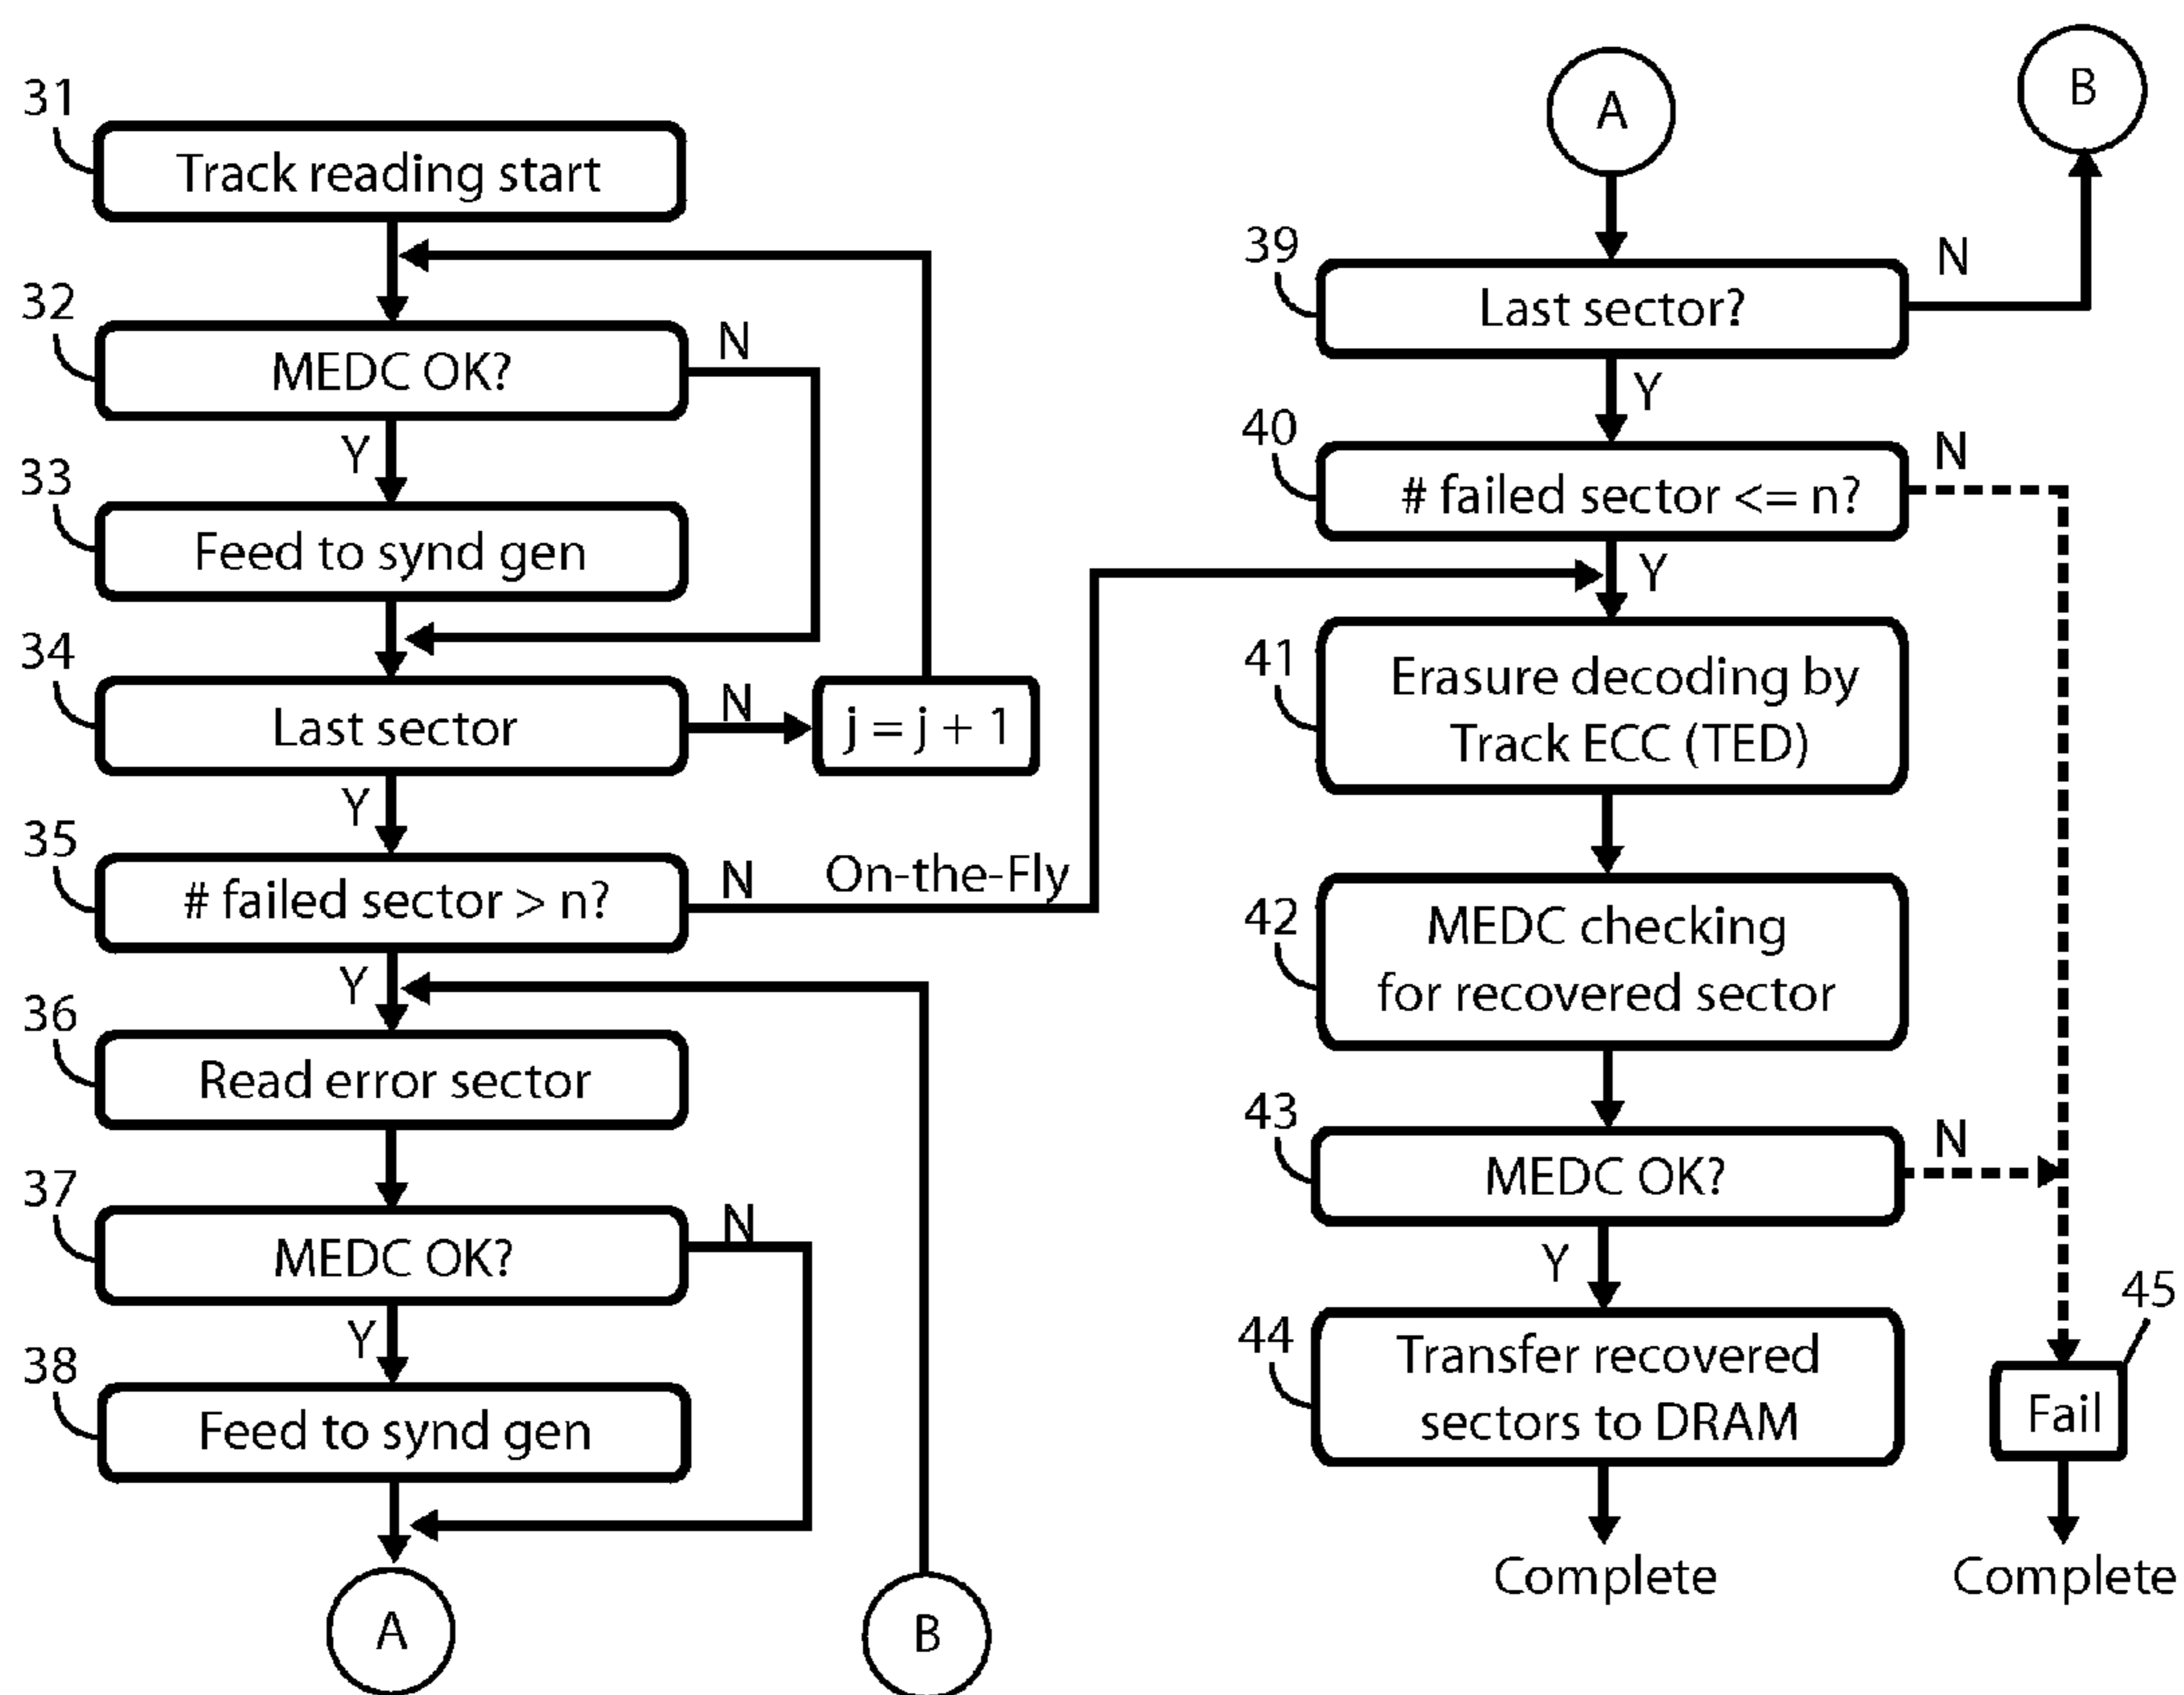 31
Track reading start
32
MEDC OK?
N
Y
33
Feed to synd gen
34
Last sector
N
j = j + 1
Y
35
# failed sector > n?
N
On-the-Fly
Y
36
Read error sector
37
MEDC OK?
N
Y
38
Feed to synd gen
A
B
A
B
39
Last sector?
N
Y
40
# failed sector <= n?
N
Y
41
Erasure decoding by
Track ECC (TED)
42
MEDC checking
for recovered sector
43
MEDC OK?
N
Y
44
Transfer recovered
sectors to DRAM
45
Fail
Complete
Complete